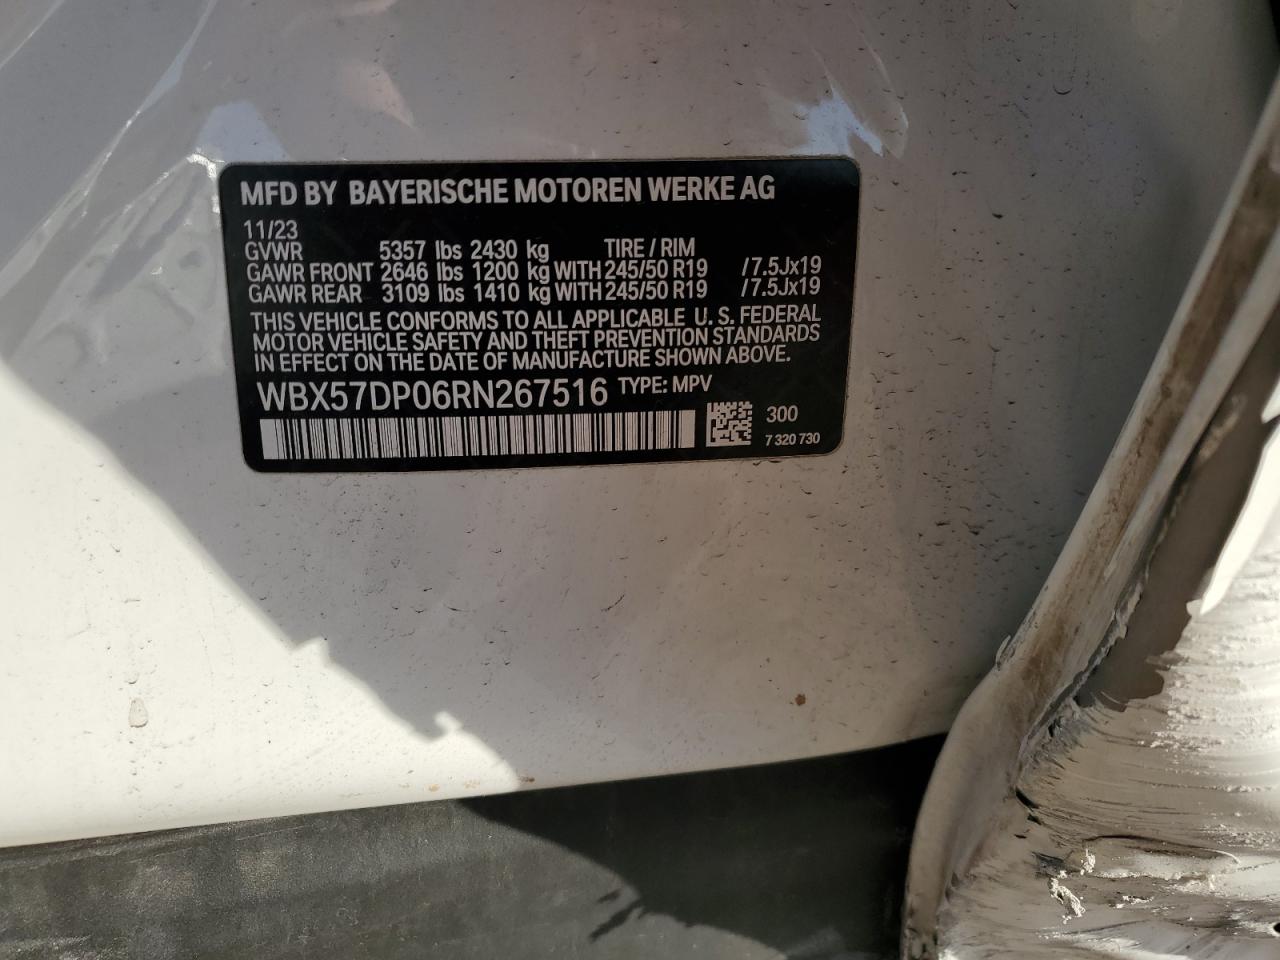 MFD BY BAYERISCHE MOTOREN WERKE AG
11/23
GVWR 5357 lbs 2430 kg TIRE / RIM
GAWR FRONT 2646 lbs 1200 kg WITH 245/50 R19 /7.5Jx19
GAWR REAR 3109 lbs 1410 kg WITH 245/50 R19 /7.5Jx19
THIS VEHICLE CONFORMS TO ALL APPLICABLE U. S. FEDERAL
MOTOR VEHICLE SAFETY AND THEFT PREVENTION STANDARDS
IN EFFECT ON THE DATE OF MANUFACTURE SHOWN ABOVE.
WBX57DP06RN267516 TYPE: MPV
300
7 320 730